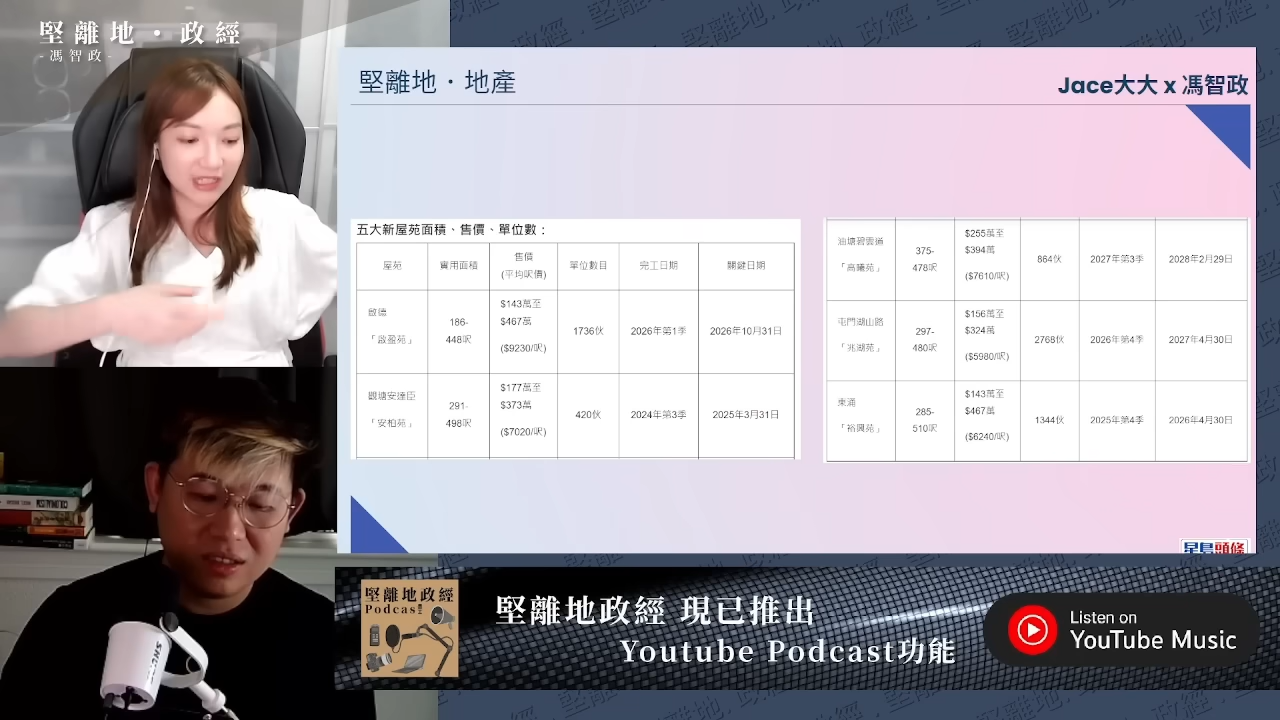 堅離地·政經
-馮智政-
堅離地·地產
Jace大大 x 馮智政
五大新屋苑面積、售價、單位數：
屋苑 實用面積 售價 (平均呎價) 單位數目 完工日期 關鍵日期
啟德「啟盈苑」 186-448呎 $143萬至$467萬 ($9230/呎) 1736伙 2026年第1季 2026年10月31日
觀塘安達臣「安柏苑」 291-498呎 $177萬至$373萬 ($7020/呎) 420伙 2024年第3季 2025年3月31日
油塘碧雲道「高曦苑」 375-478呎 $255萬至$394萬 ($7610/呎) 864伙 2027年第3季 2028年2月29日
屯門湖山路「兆湖苑」 297-480呎 $156萬至$324萬 ($5980/呎) 2768伙 2026年第4季 2027年4月30日
東涌「裕興苑」 285-510呎 $143萬至$467萬 ($6240/呎) 1344伙 2025年第4季 2026年4月30日
星島頭條
堅離地政經
Podcast
堅離地政經 現已推出
Youtube Podcast功能
Listen on
YouTube Music
SHURE